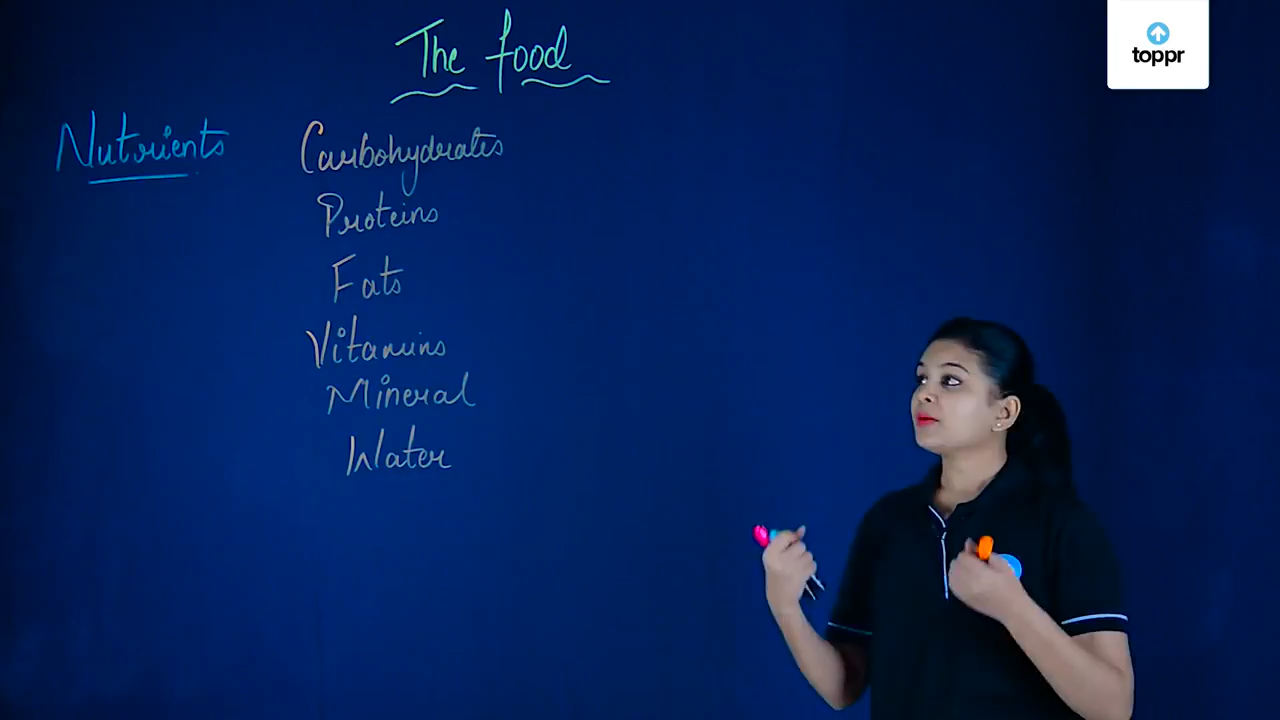 The food
toppr
Nutrients
Carbohydrates
Proteins
Fats
Vitamins
Mineral
Water